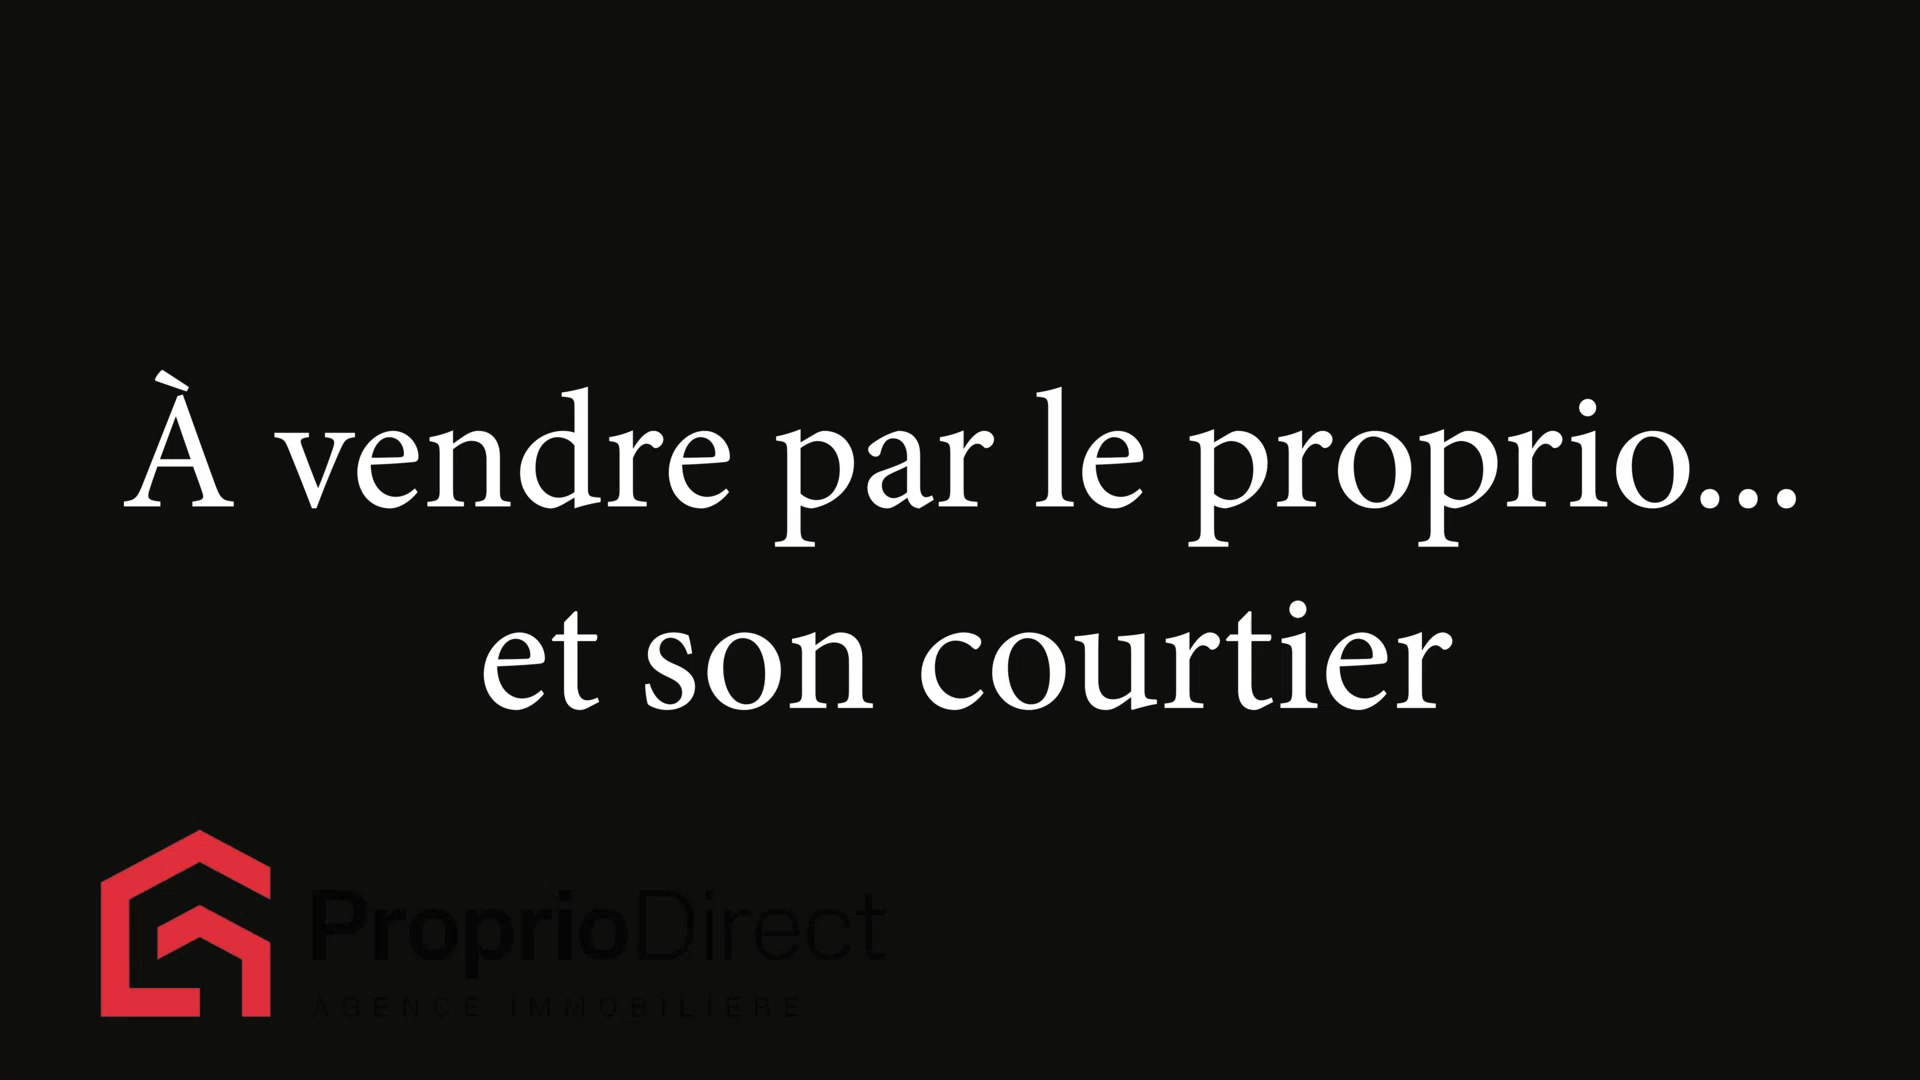 À vendre par le proprio...
et son courtier
ProprioDirect
AGENCE IMMOBILIÈRE